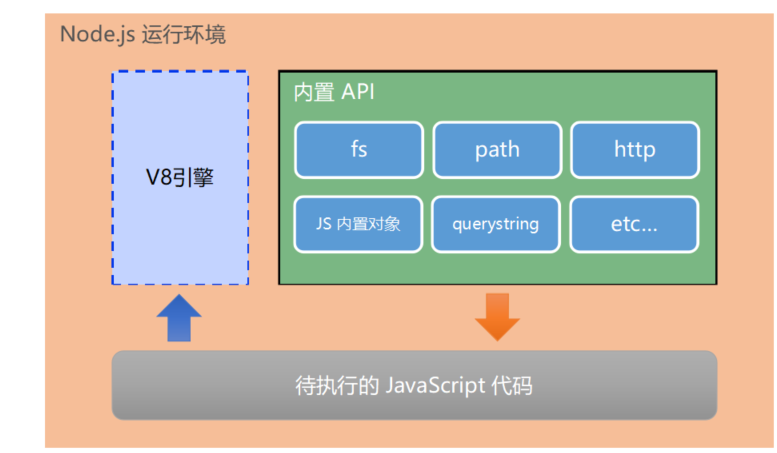 Node.js 运行环境
V8引擎
内置 API
fs
path
http
JS 内置对象
querystring
etc...
待执行的 JavaScript 代码